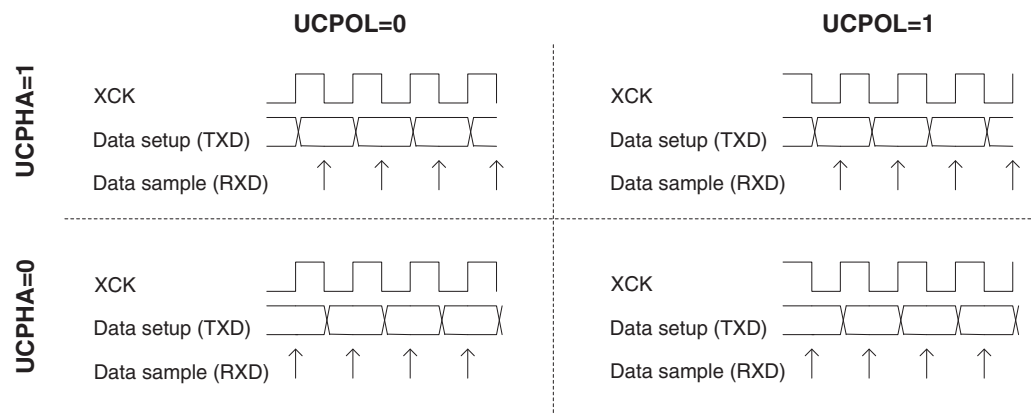 UCPOL=0
UCPOL=1
UCPHA=1
XCK
Data setup (TXD)
Data sample (RXD)
XCK
Data setup (TXD)
Data sample (RXD)
UCPHA=0
XCK
Data setup (TXD)
Data sample (RXD)
XCK
Data setup (TXD)
Data sample (RXD)